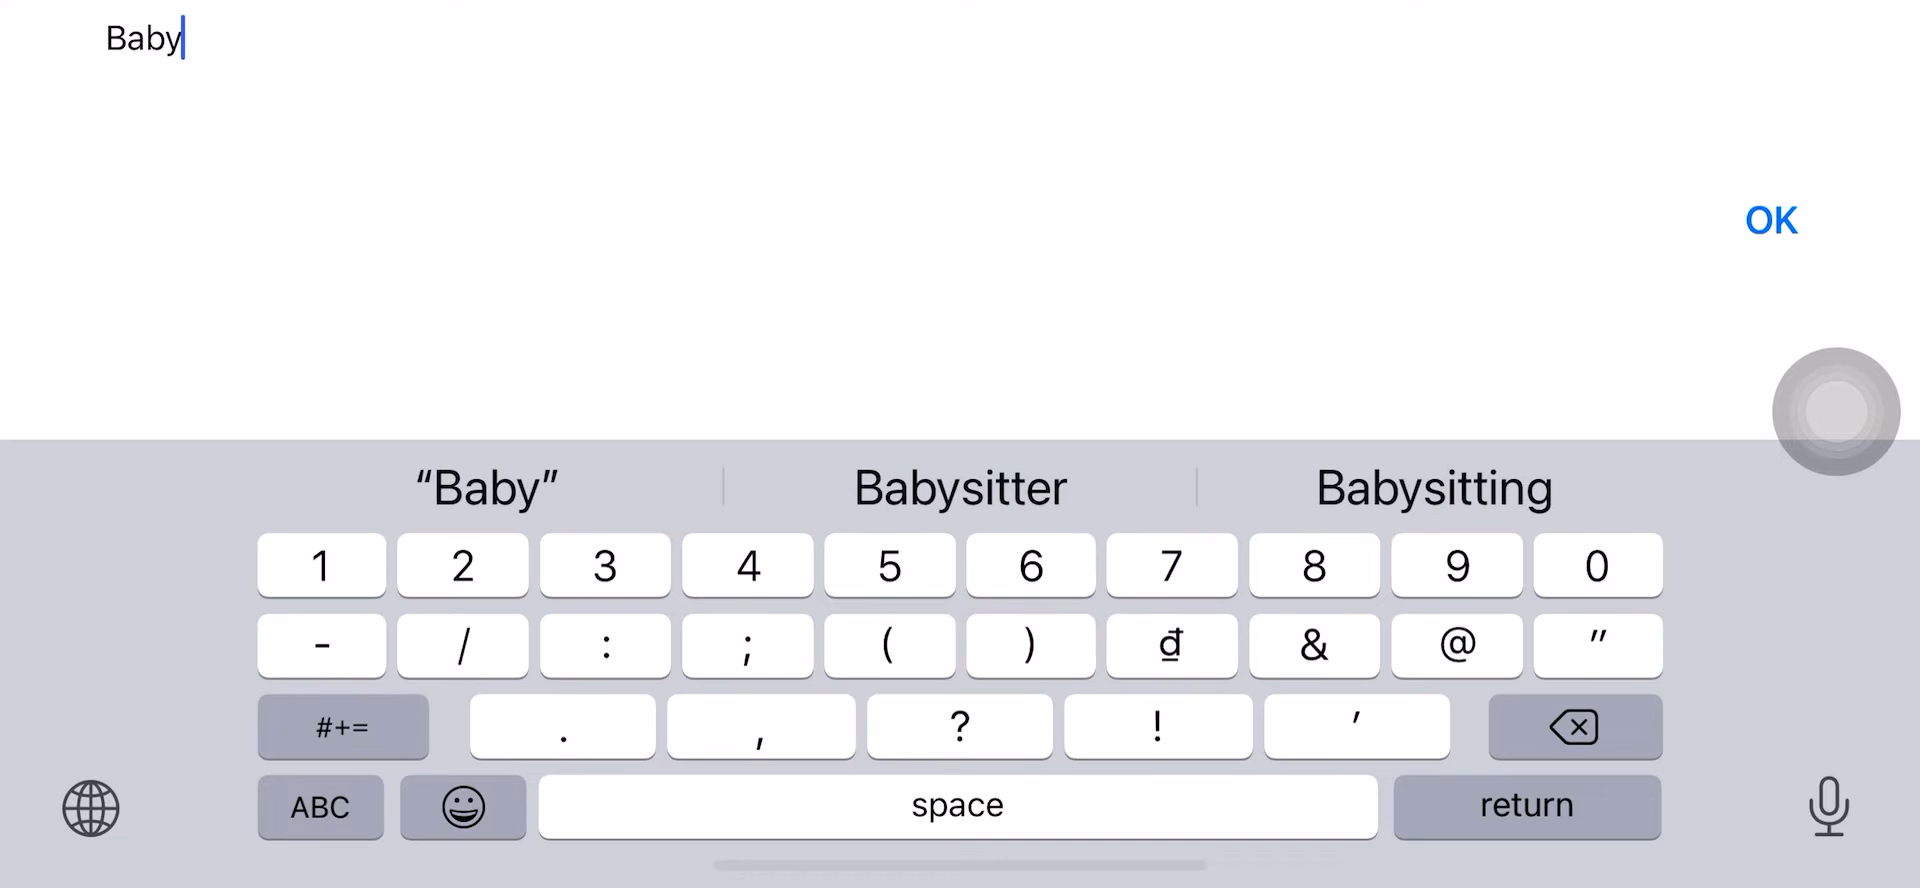 Baby
OK
“Baby” Babysitter Babysitting
1 2 3 4 5 6 7 8 9 0
- / : ; ( ) ₫ & @ "
#+= . , ? ! '
ABC space return